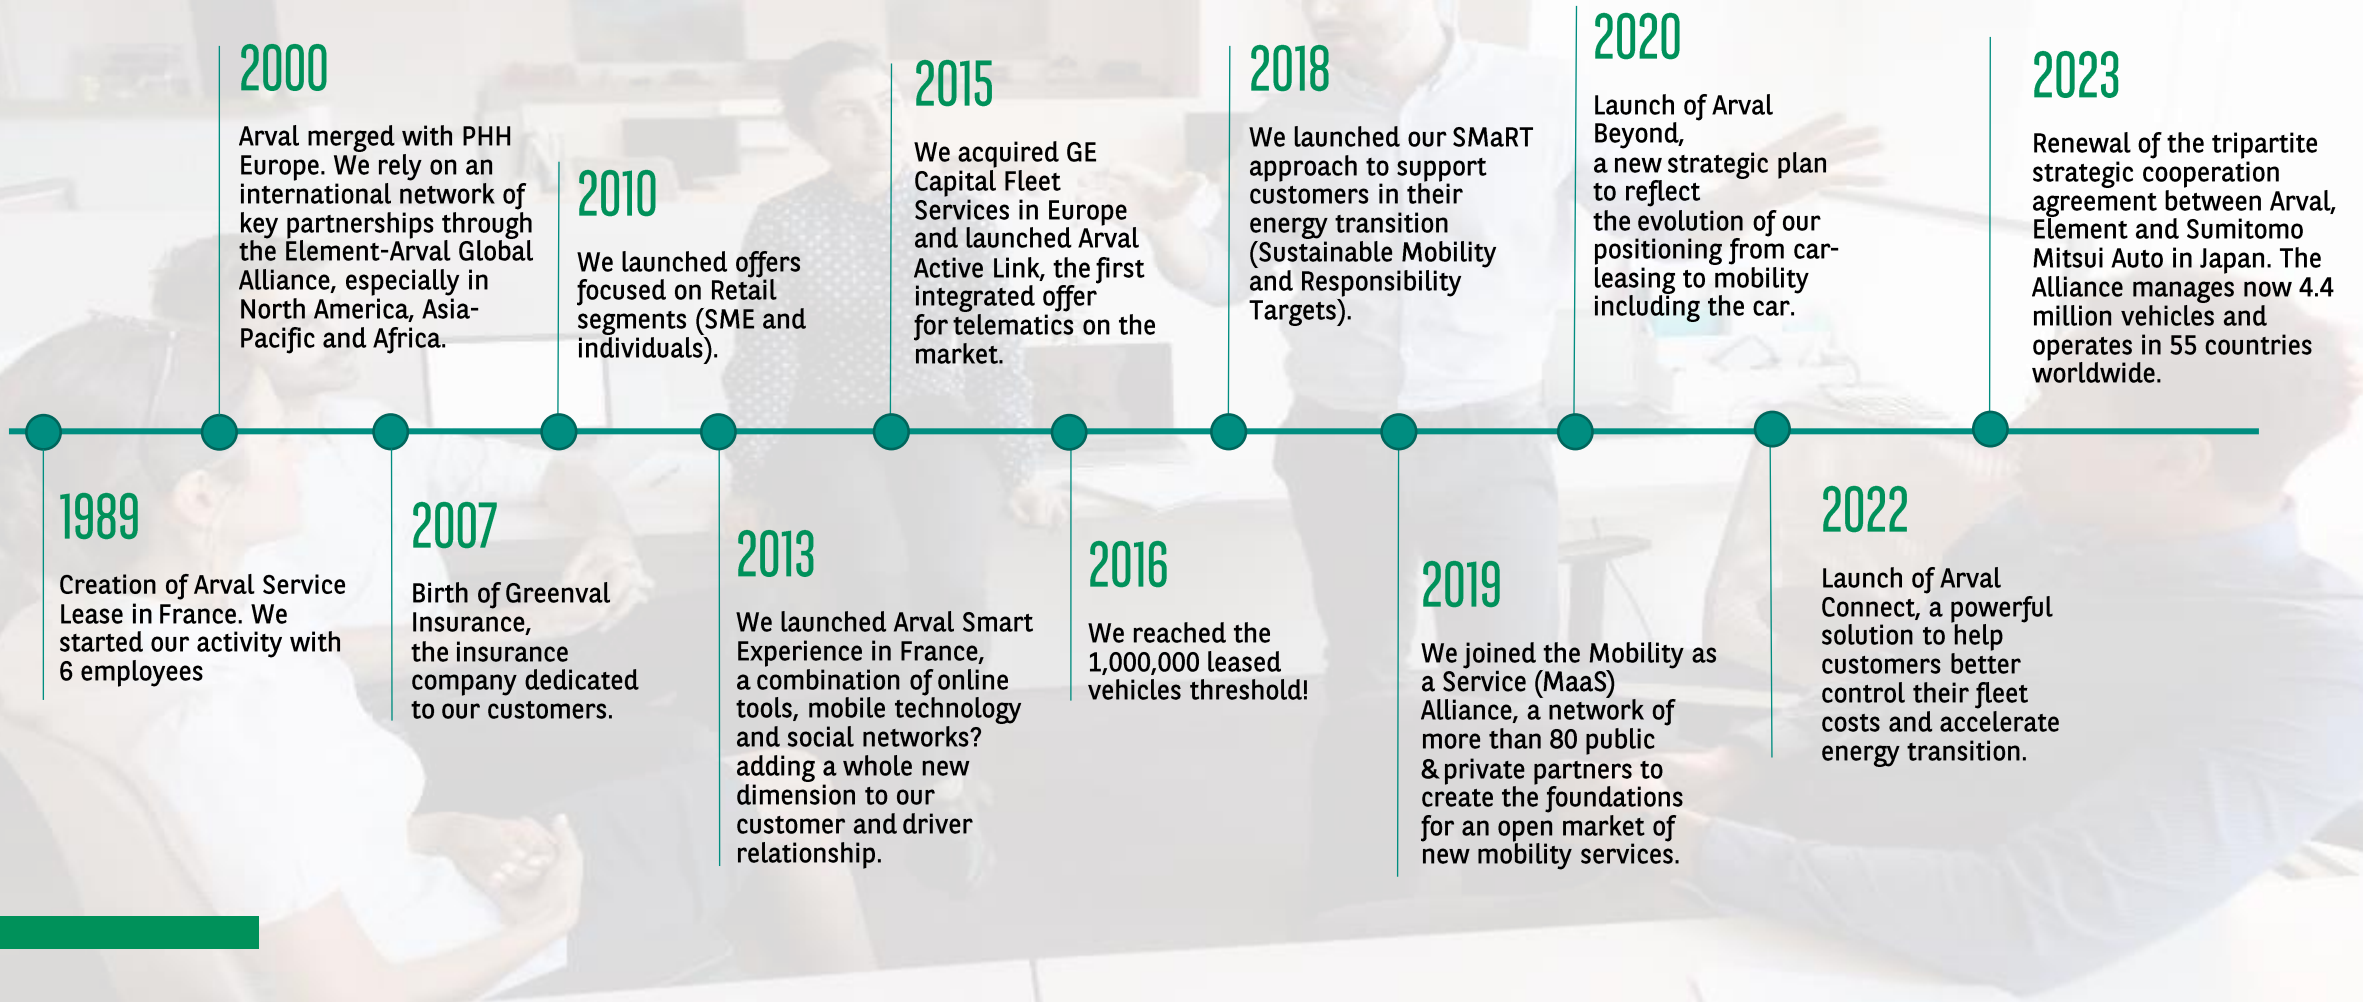 1989
Creation of Arval Service
Lease in France. We
started our activity with
6 employees
2000
Arval merged with PHH
Europe. We rely on an
international network of
key partnerships through
the Element-Arval Global
Alliance, especially in
North America, Asia-
Pacific and Africa.
2007
Birth of Greenval
Insurance,
the insurance
company dedicated
to our customers.
2010
We launched offers
focused on Retail
segments (SME and
individuals).
2013
We launched Arval Smart
Experience in France,
a combination of online
tools, mobile technology
and social networks?
adding a whole new
dimension to our
customer and driver
relationship.
2015
We acquired GE
Capital Fleet
Services in Europe
and launched Arval
Active Link, the first
integrated offer
for telematics on the
market.
2016
We reached the
1,000,000 leased
vehicles threshold!
2018
We launched our SMaRT
approach to support
customers in their
energy transition
(Sustainable Mobility
and Responsibility
Targets).
2019
We joined the Mobility as
a Service (MaaS)
Alliance, a network of
more than 80 public
& private partners to
create the foundations
for an open market of
new mobility services.
2020
Launch of Arval
Beyond,
a new strategic plan
to reflect
the evolution of our
positioning from car-
leasing to mobility
including the car.
2022
Launch of Arval
Connect, a powerful
solution to help
customers better
control their fleet
costs and accelerate
energy transition.
2023
Renewal of the tripartite
strategic cooperation
agreement between Arval,
Element and Sumitomo
Mitsui Auto in Japan. The
Alliance manages now 4.4
million vehicles and
operates in 55 countries
worldwide.